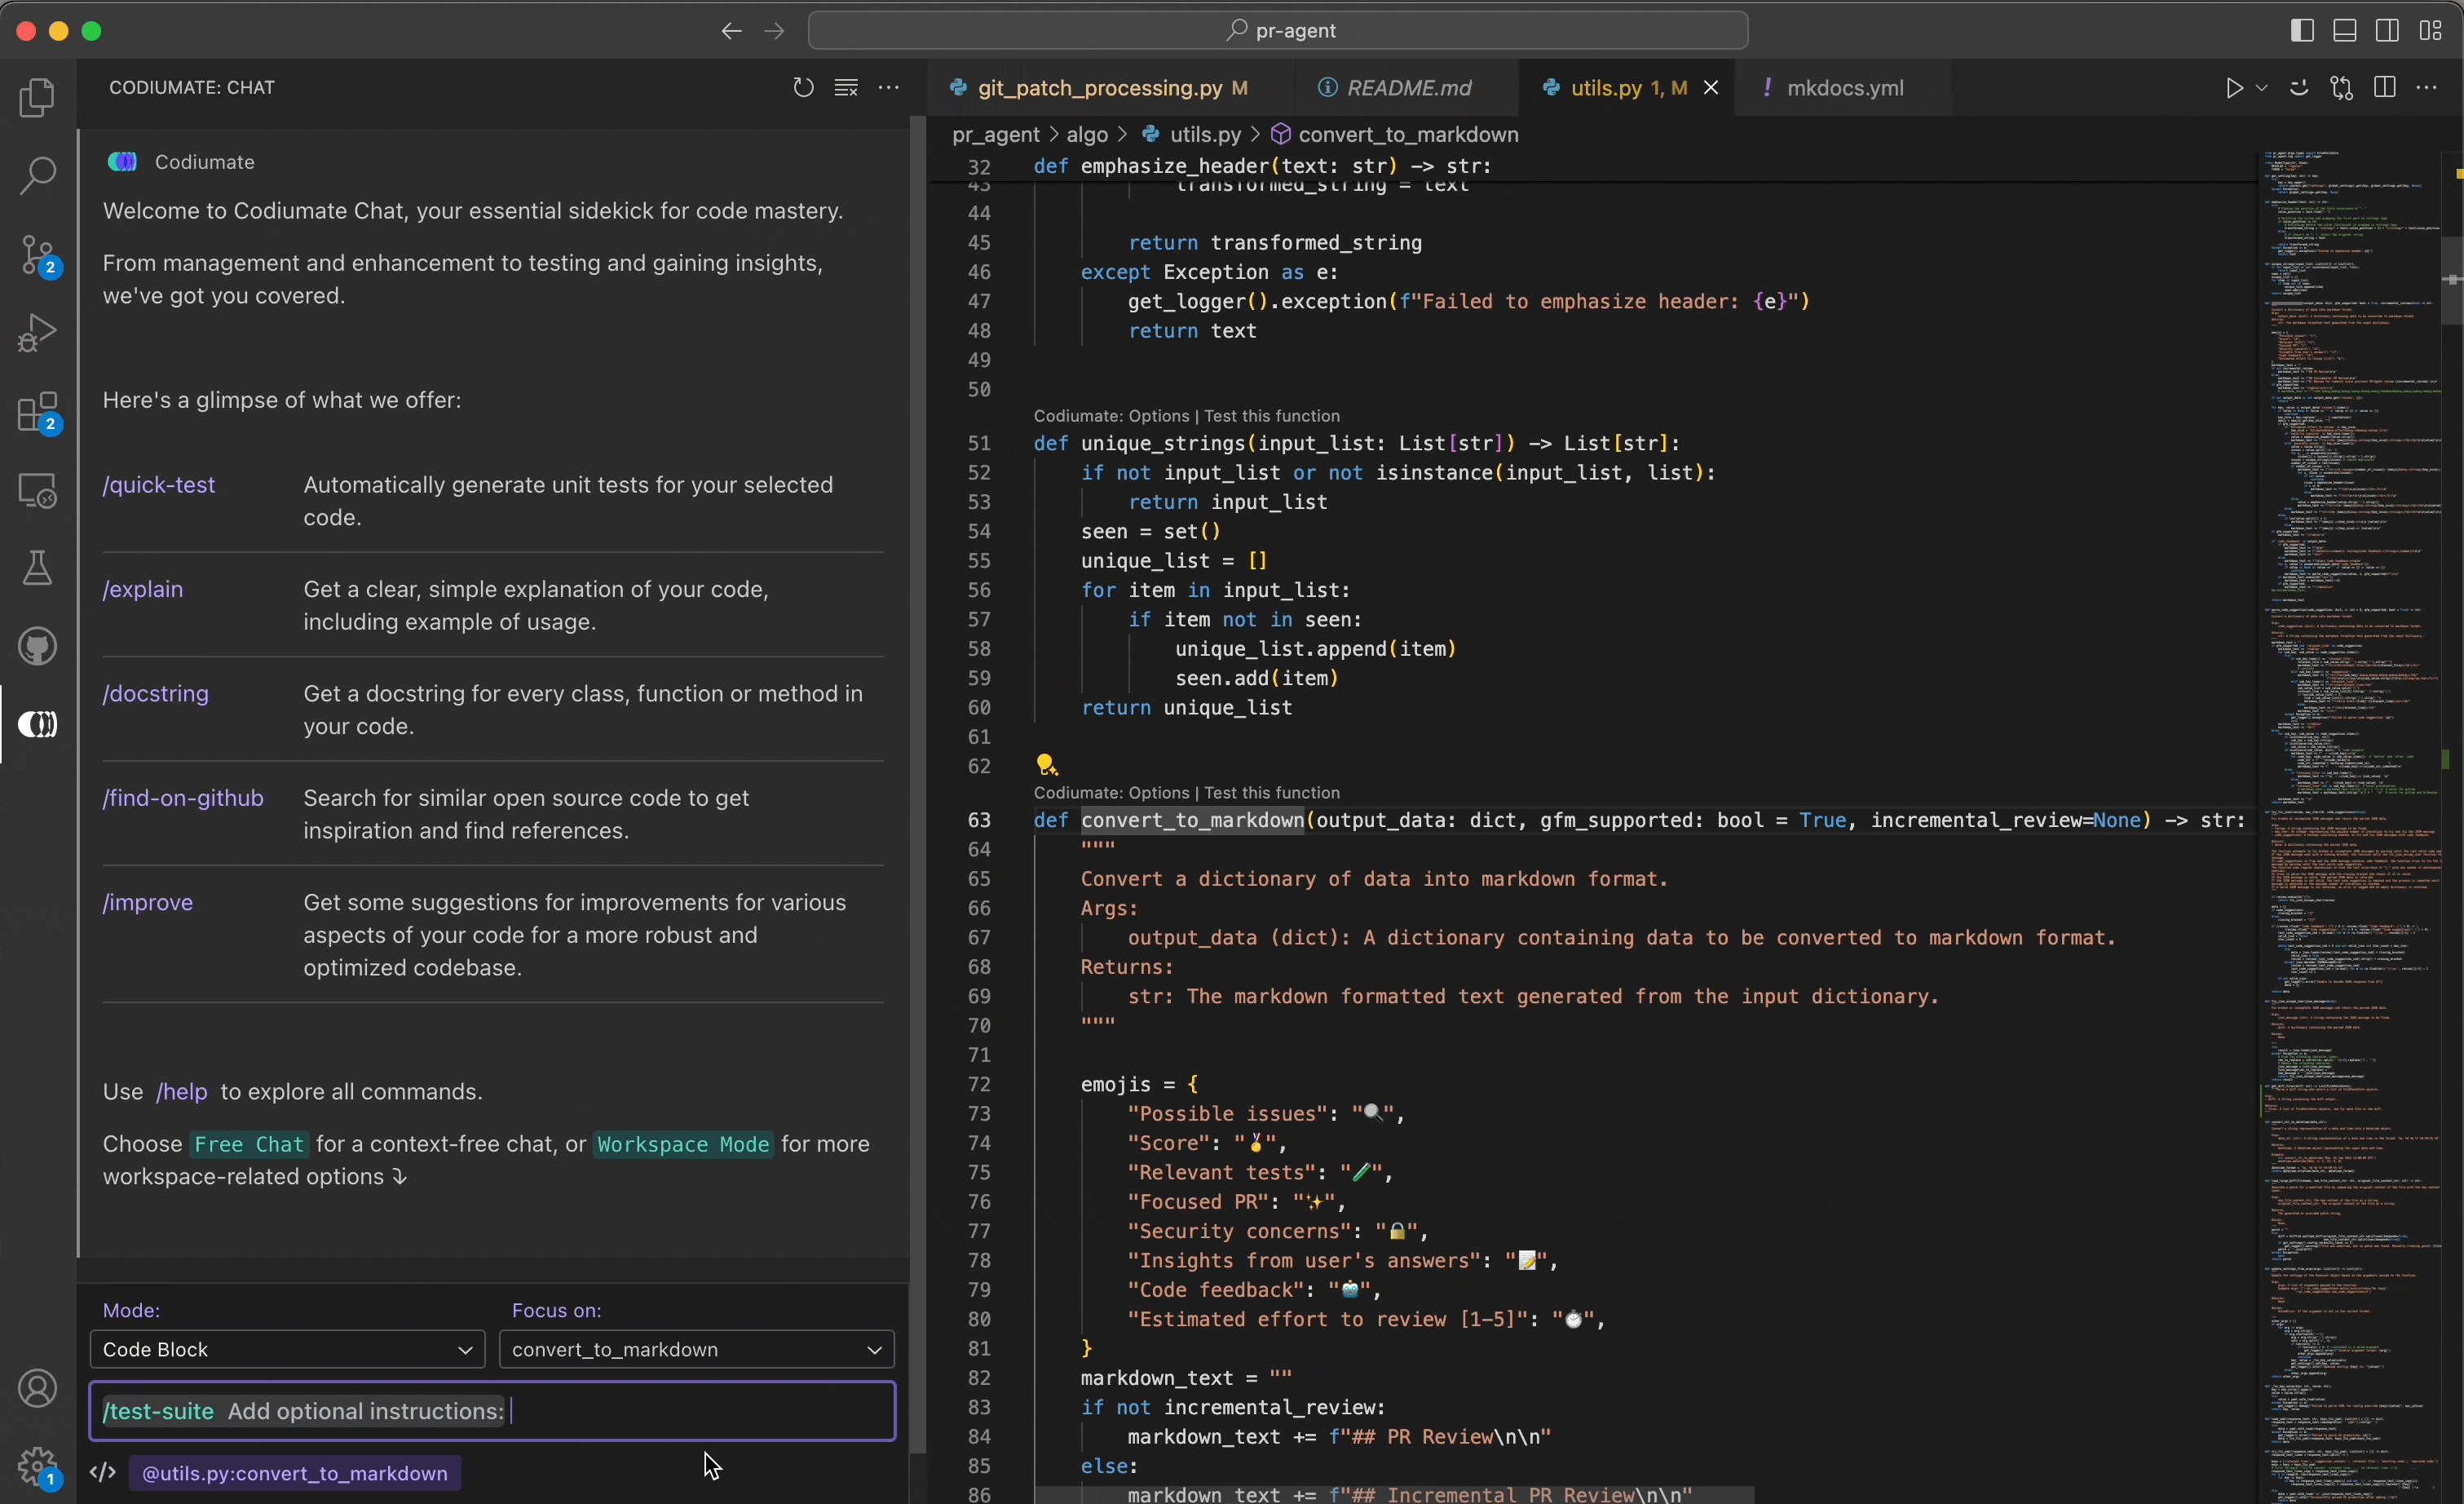 pr-agent
CODIUMATE: CHAT
Codiumate
Welcome to Codiumate Chat, your essential sidekick for code mastery.
From management and enhancement to testing and gaining insights,
we've got you covered.
Here's a glimpse of what we offer:
/quick-test Automatically generate unit tests for your selected
code.
/explain Get a clear, simple explanation of your code,
including example of usage.
/docstring Get a docstring for every class, function or method in
your code.
/find-on-github Search for similar open source code to get
inspiration and find references.
/improve Get some suggestions for improvements for various
aspects of your code for a more robust and
optimized codebase.
Use /help to explore all commands.
Choose Free Chat for a context-free chat, or Workspace Mode for more
workspace-related options ⤵
Mode: Focus on:
Code Block convert_to_markdown
/test-suite Add optional instructions:
</> @utils.py:convert_to_markdown
2
2
1
git_patch_processing.py M README.md utils.py 1, M mkdocs.yml
pr_agent > algo > utils.py > convert_to_markdown
32 def emphasize_header(text: str) -> str:
43 transformed_string = text
44
45 return transformed_string
46 except Exception as e:
47 get_logger().exception(f"Failed to emphasize header: {e}")
48 return text
49
50
Codiumate: Options | Test this function
51 def unique_strings(input_list: List[str]) -> List[str]:
52 if not input_list or not isinstance(input_list, list):
53 return input_list
54 seen = set()
55 unique_list = []
56 for item in input_list:
57 if item not in seen:
58 unique_list.append(item)
59 seen.add(item)
60 return unique_list
61
62
Codiumate: Options | Test this function
63 def convert_to_markdown(output_data: dict, gfm_supported: bool = True, incremental_review=None) -> str:
64 """
65 Convert a dictionary of data into markdown format.
66 Args:
67 output_data (dict): A dictionary containing data to be converted to markdown format.
68 Returns:
69 str: The markdown formatted text generated from the input dictionary.
70 """
71
72 emojis = {
73 "Possible issues": "🔍",
74 "Score": "🏅",
75 "Relevant tests": "🧪",
76 "Focused PR": "✨",
77 "Security concerns": "🔒",
78 "Insights from user's answers": "📝",
79 "Code feedback": "🤖",
80 "Estimated effort to review [1-5]": "⏱️",
81 }
82 markdown_text = ""
83 if not incremental_review:
84 markdown_text += f"## PR Review\n\n"
85 else:
86 markdown_text += f"## Incremental PR Review\n\n"